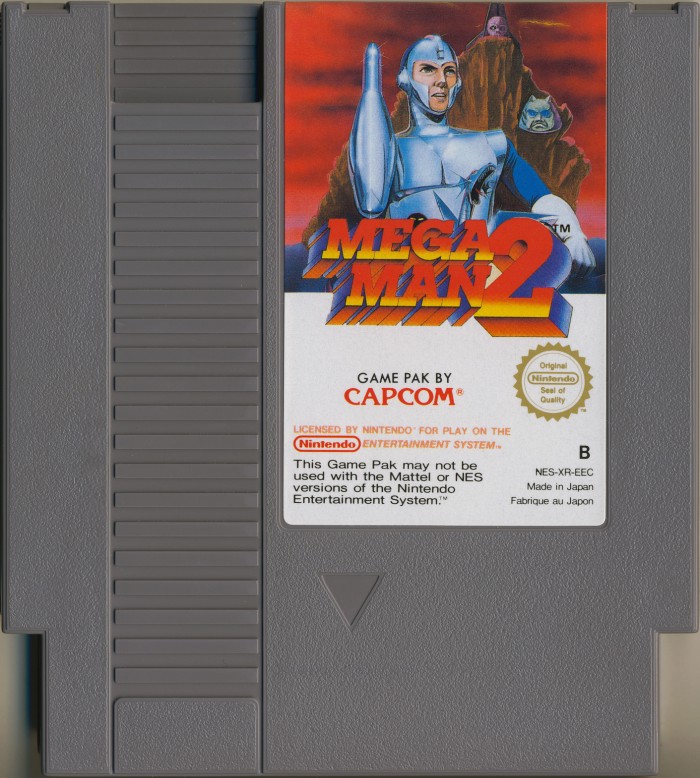 MEGA
MAN 2 TM
GAME PAK BY
CAPCOM®
Original
Nintendo
Seal of
Quality
TM
LICENSED BY NINTENDO® FOR PLAY ON THE
Nintendo ENTERTAINMENT SYSTEM™
This Game Pak may not be
used with the Mattel or NES
versions of the Nintendo
Entertainment System.™
B
NES-XR-EEC
Made in Japan
Fabrique au Japon